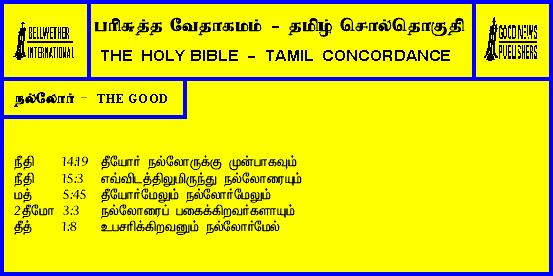 BELLWETHER
INTERNATIONAL
பரிசுத்த வேதாகமம் - தமிழ் சொல்தொகுதி
THE HOLY BIBLE - TAMIL CONCORDANCE
GOOD NEWS
PUBLISHERS
நல்லோர் - THE GOOD
நீதி 14:19 தீயோர் நல்லோருக்கு முன்பாகவும்
நீதி 15:3 எவ்விடத்திலுமிருந்து நல்லோரையும்
மத் 5:45 தீயோர்மேலும் நல்லோர்மேலும்
2தீமோ 3:3 நல்லோரைப் பகைக்கிறவர்களாயும்
தீத் 1:8 உபசரிக்கிறவனும் நல்லோர்மேல்